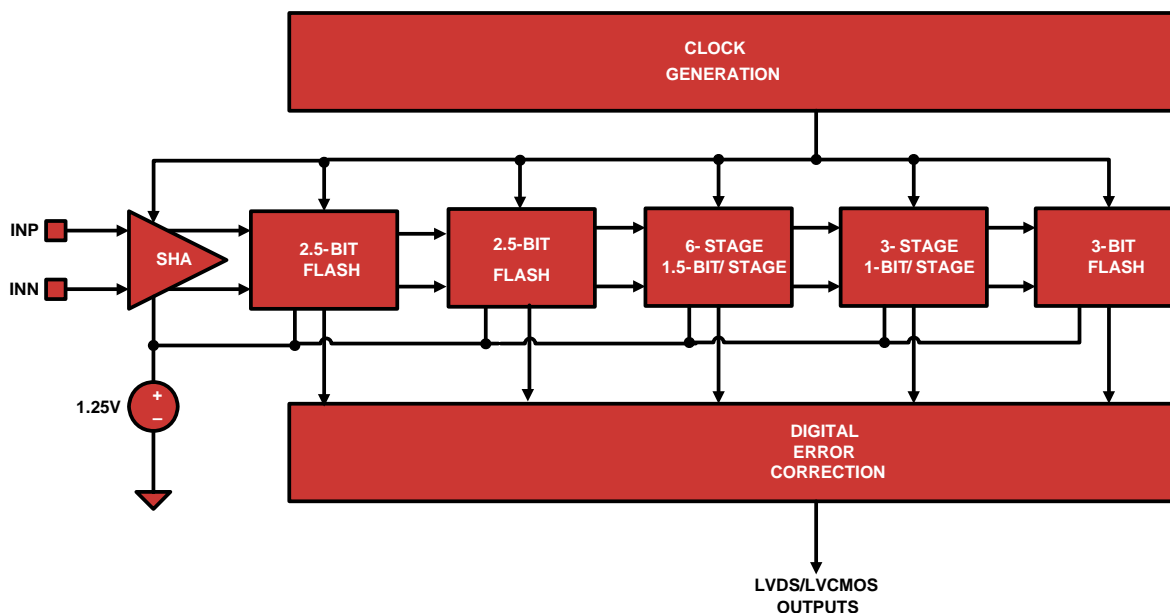 CLOCK
GENERATION
INP
INN
SHA
2.5-BIT
FLASH
2.5-BIT
FLASH
6- STAGE
1.5-BIT/ STAGE
3- STAGE
1-BIT/ STAGE
3-BIT
FLASH
1.25V
+
–
DIGITAL
ERROR
CORRECTION
LVDS/LVCMOS
OUTPUTS